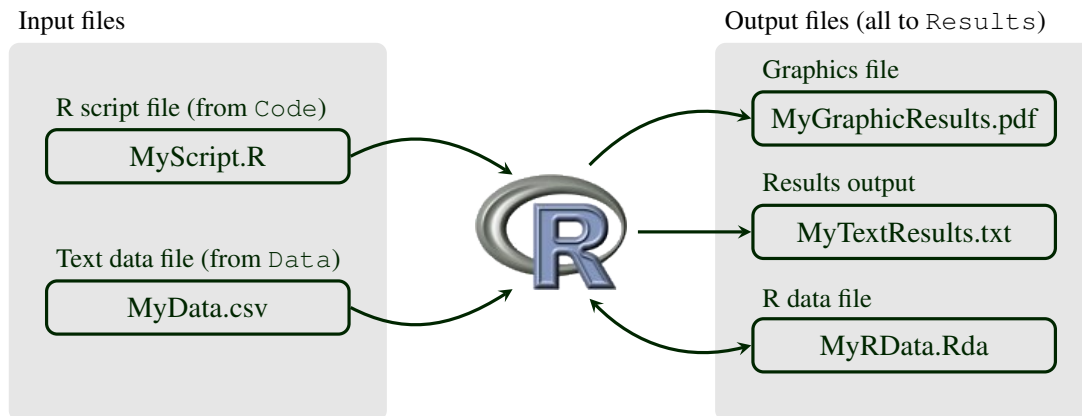 Input files
R script file (from Code)
MyScript.R
Text data file (from Data)
MyData.csv
R
Output files (all to Results)
Graphics file
MyGraphicResults.pdf
Results output
MyTextResults.txt
R data file
MyRData.Rda